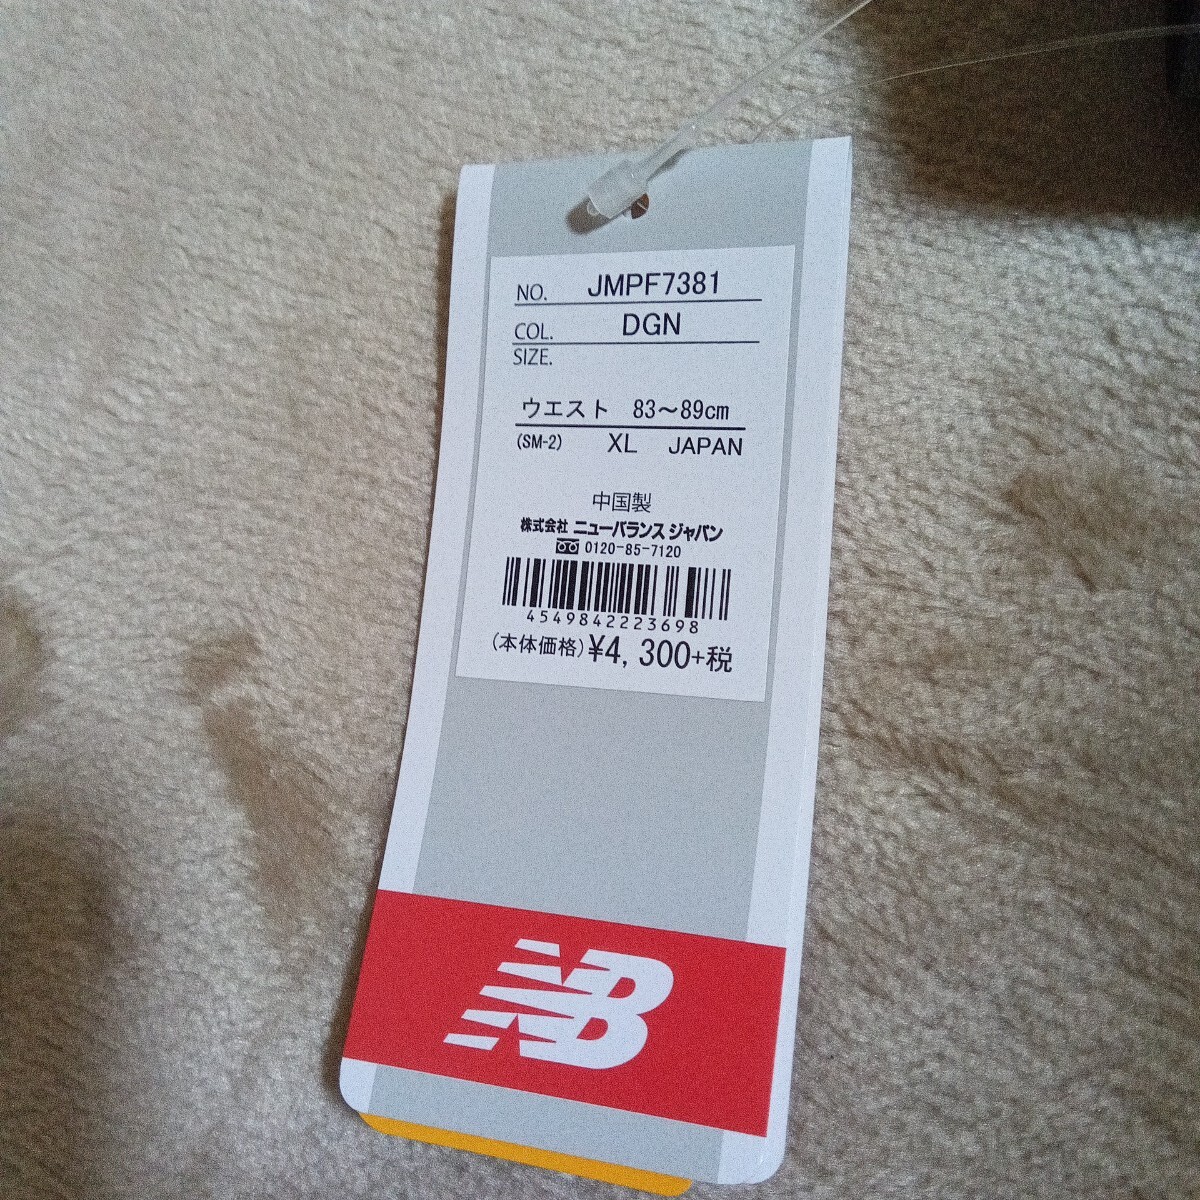 NO. JMPF7381
COL. DGN
SIZE.
ウエスト 83～89cm
(SM-2) XL JAPAN
中国製
株式会社 ニューバランス ジャパン
0120-85-7120
4549842223698
(本体価格)¥4,300+税
NB